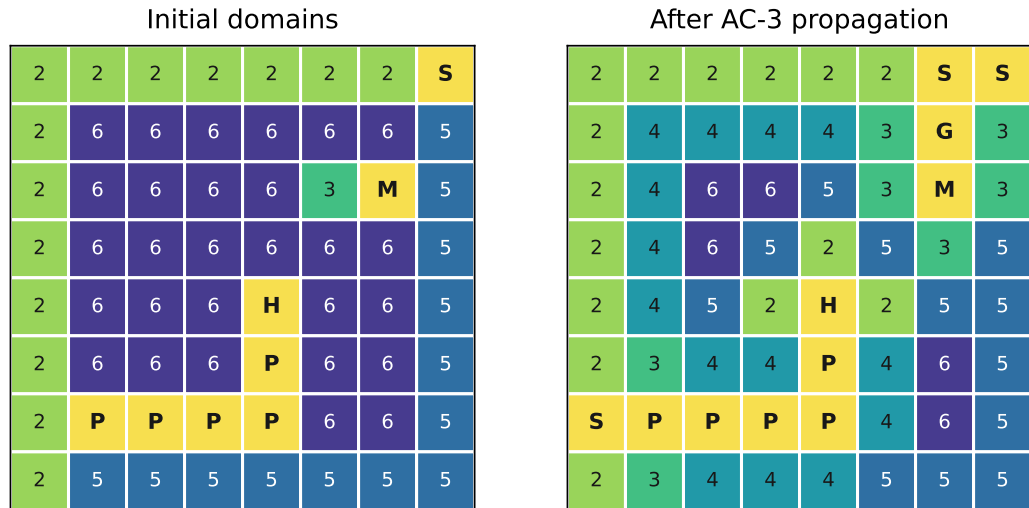 Initial domains
2 2 2 2 2 2 2 S
2 6 6 6 6 6 6 5
2 6 6 6 6 3 M 5
2 6 6 6 6 6 6 5
2 6 6 6 H 6 6 5
2 6 6 6 P 6 6 5
2 P P P P 6 6 5
2 5 5 5 5 5 5 5
After AC-3 propagation
2 2 2 2 2 2 S S
2 4 4 4 4 3 G 3
2 4 6 6 5 3 M 3
2 4 6 5 2 5 3 5
2 4 5 2 H 2 5 5
2 3 4 4 P 4 6 5
S P P P P 4 6 5
2 3 4 4 4 5 5 5